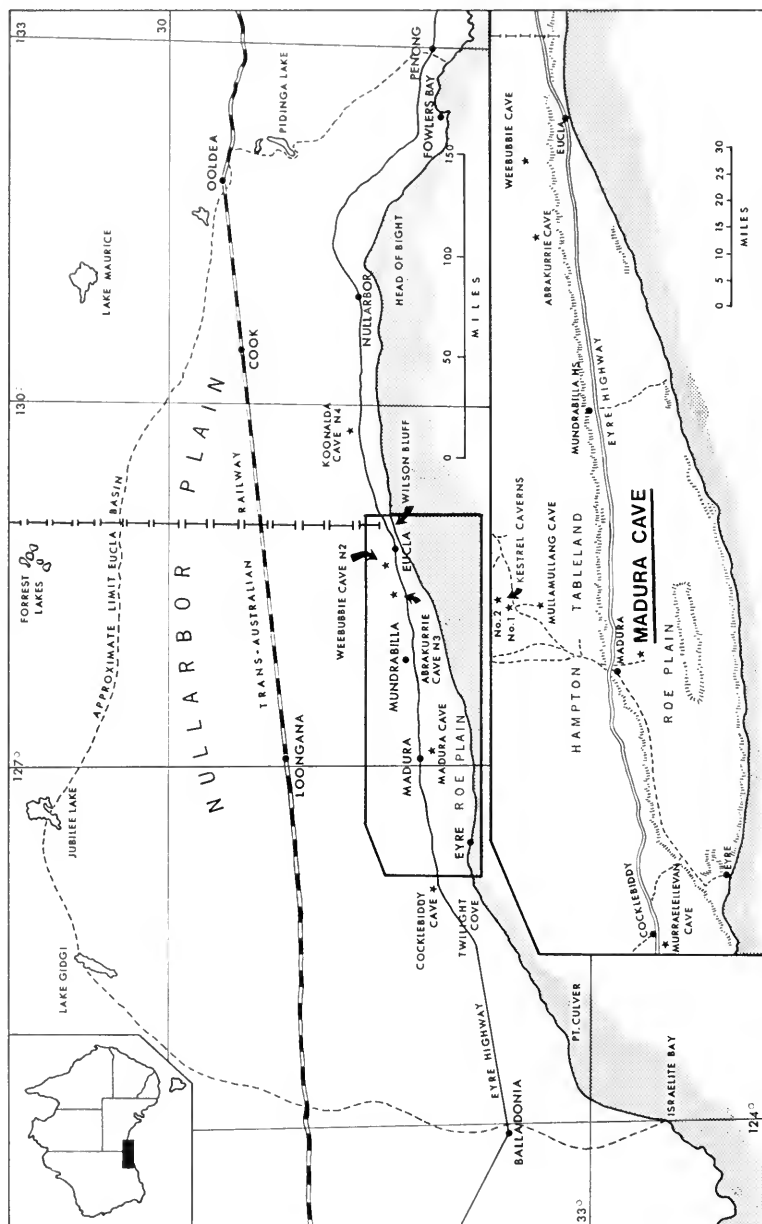 133
30
LAKE MAURICE
OOLDEA
PIDINGA LAKE
PENONG
FOWLERS BAY
COOK
NULLARBOR
HEAD OF BIGHT
150
100
50
0
MILES
130°
KOONALDA
CAVE N4
WILSON BLUFF
FORREST
LAKES
APPROXIMATE LIMIT EUCLA BASIN
NULLARBOR PLAIN
TRANS-AUSTRALIAN RAILWAY
WEEBUBBIE CAVE N2
EUCLA
ABRAKURRIE
CAVE N3
MUNDRABILLA
JUBILEE LAKE
LOONGANA
127°
MADURA
MADURA CAVE
EYRE
ROE PLAIN
LAKE GIDGI
COCKLEBIDDY
CAVE
TWILIGHT
COVE
EYRE HIGHWAY
PT. CULVER
BALLADONIA
ISRAELITE BAY
33°
124°
WEEBUBBIE CAVE
EUCLA
ABRAKURRIE CAVE
0 5 10 15 20 25 30
MILES
MUNDRABILLA HS
EYRE HIGHWAY
HAMPTON - TABLELAND
No. 2
No. 1
KESTREL CAVERNS
MULLAMULLANG CAVE
MADURA
MADURA CAVE
ROE PLAIN
COCKLEBIDDY
MURRAELELLEVAN
CAVE
EYRE